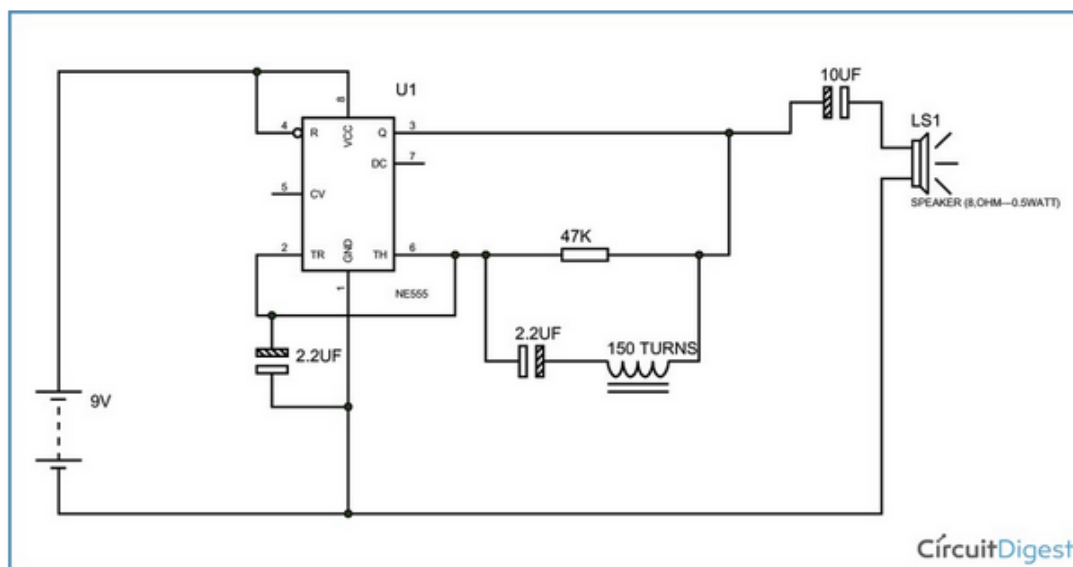 10UF
U1
LS1
8
4
R
VCC
Q
3
DC
7
SPEAKER (8,OHM—0.5WATT)
5
CV
47K
2
TR
GND
TH
6
1
NE555
2.2UF
2.2UF
150 TURNS
9V
CírcuitDigest